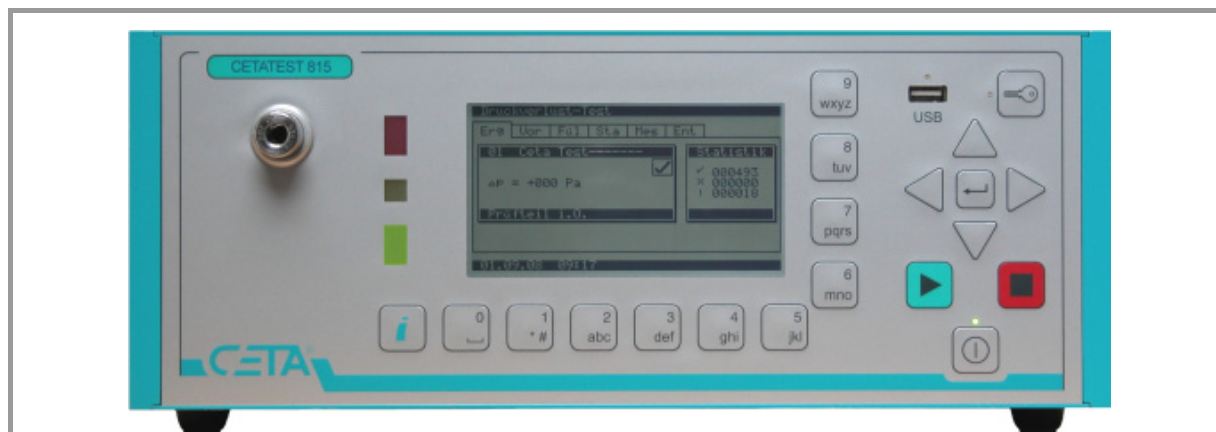 CETATEST 815
Druckverlust-Test
Erg Vor Fül Sta Mes Ent
01 Ceta Test
Statistik
✓ 000493
× 000000
! 000018
ΔP = +000 Pa
Prüfteil i.O.
01.09.08 09:17
9
wxyz
8
tuv
7
pqrs
6
mno
USB
i
0
1
* #
2
abc
3
def
4
ghi
5
jkl
CETA